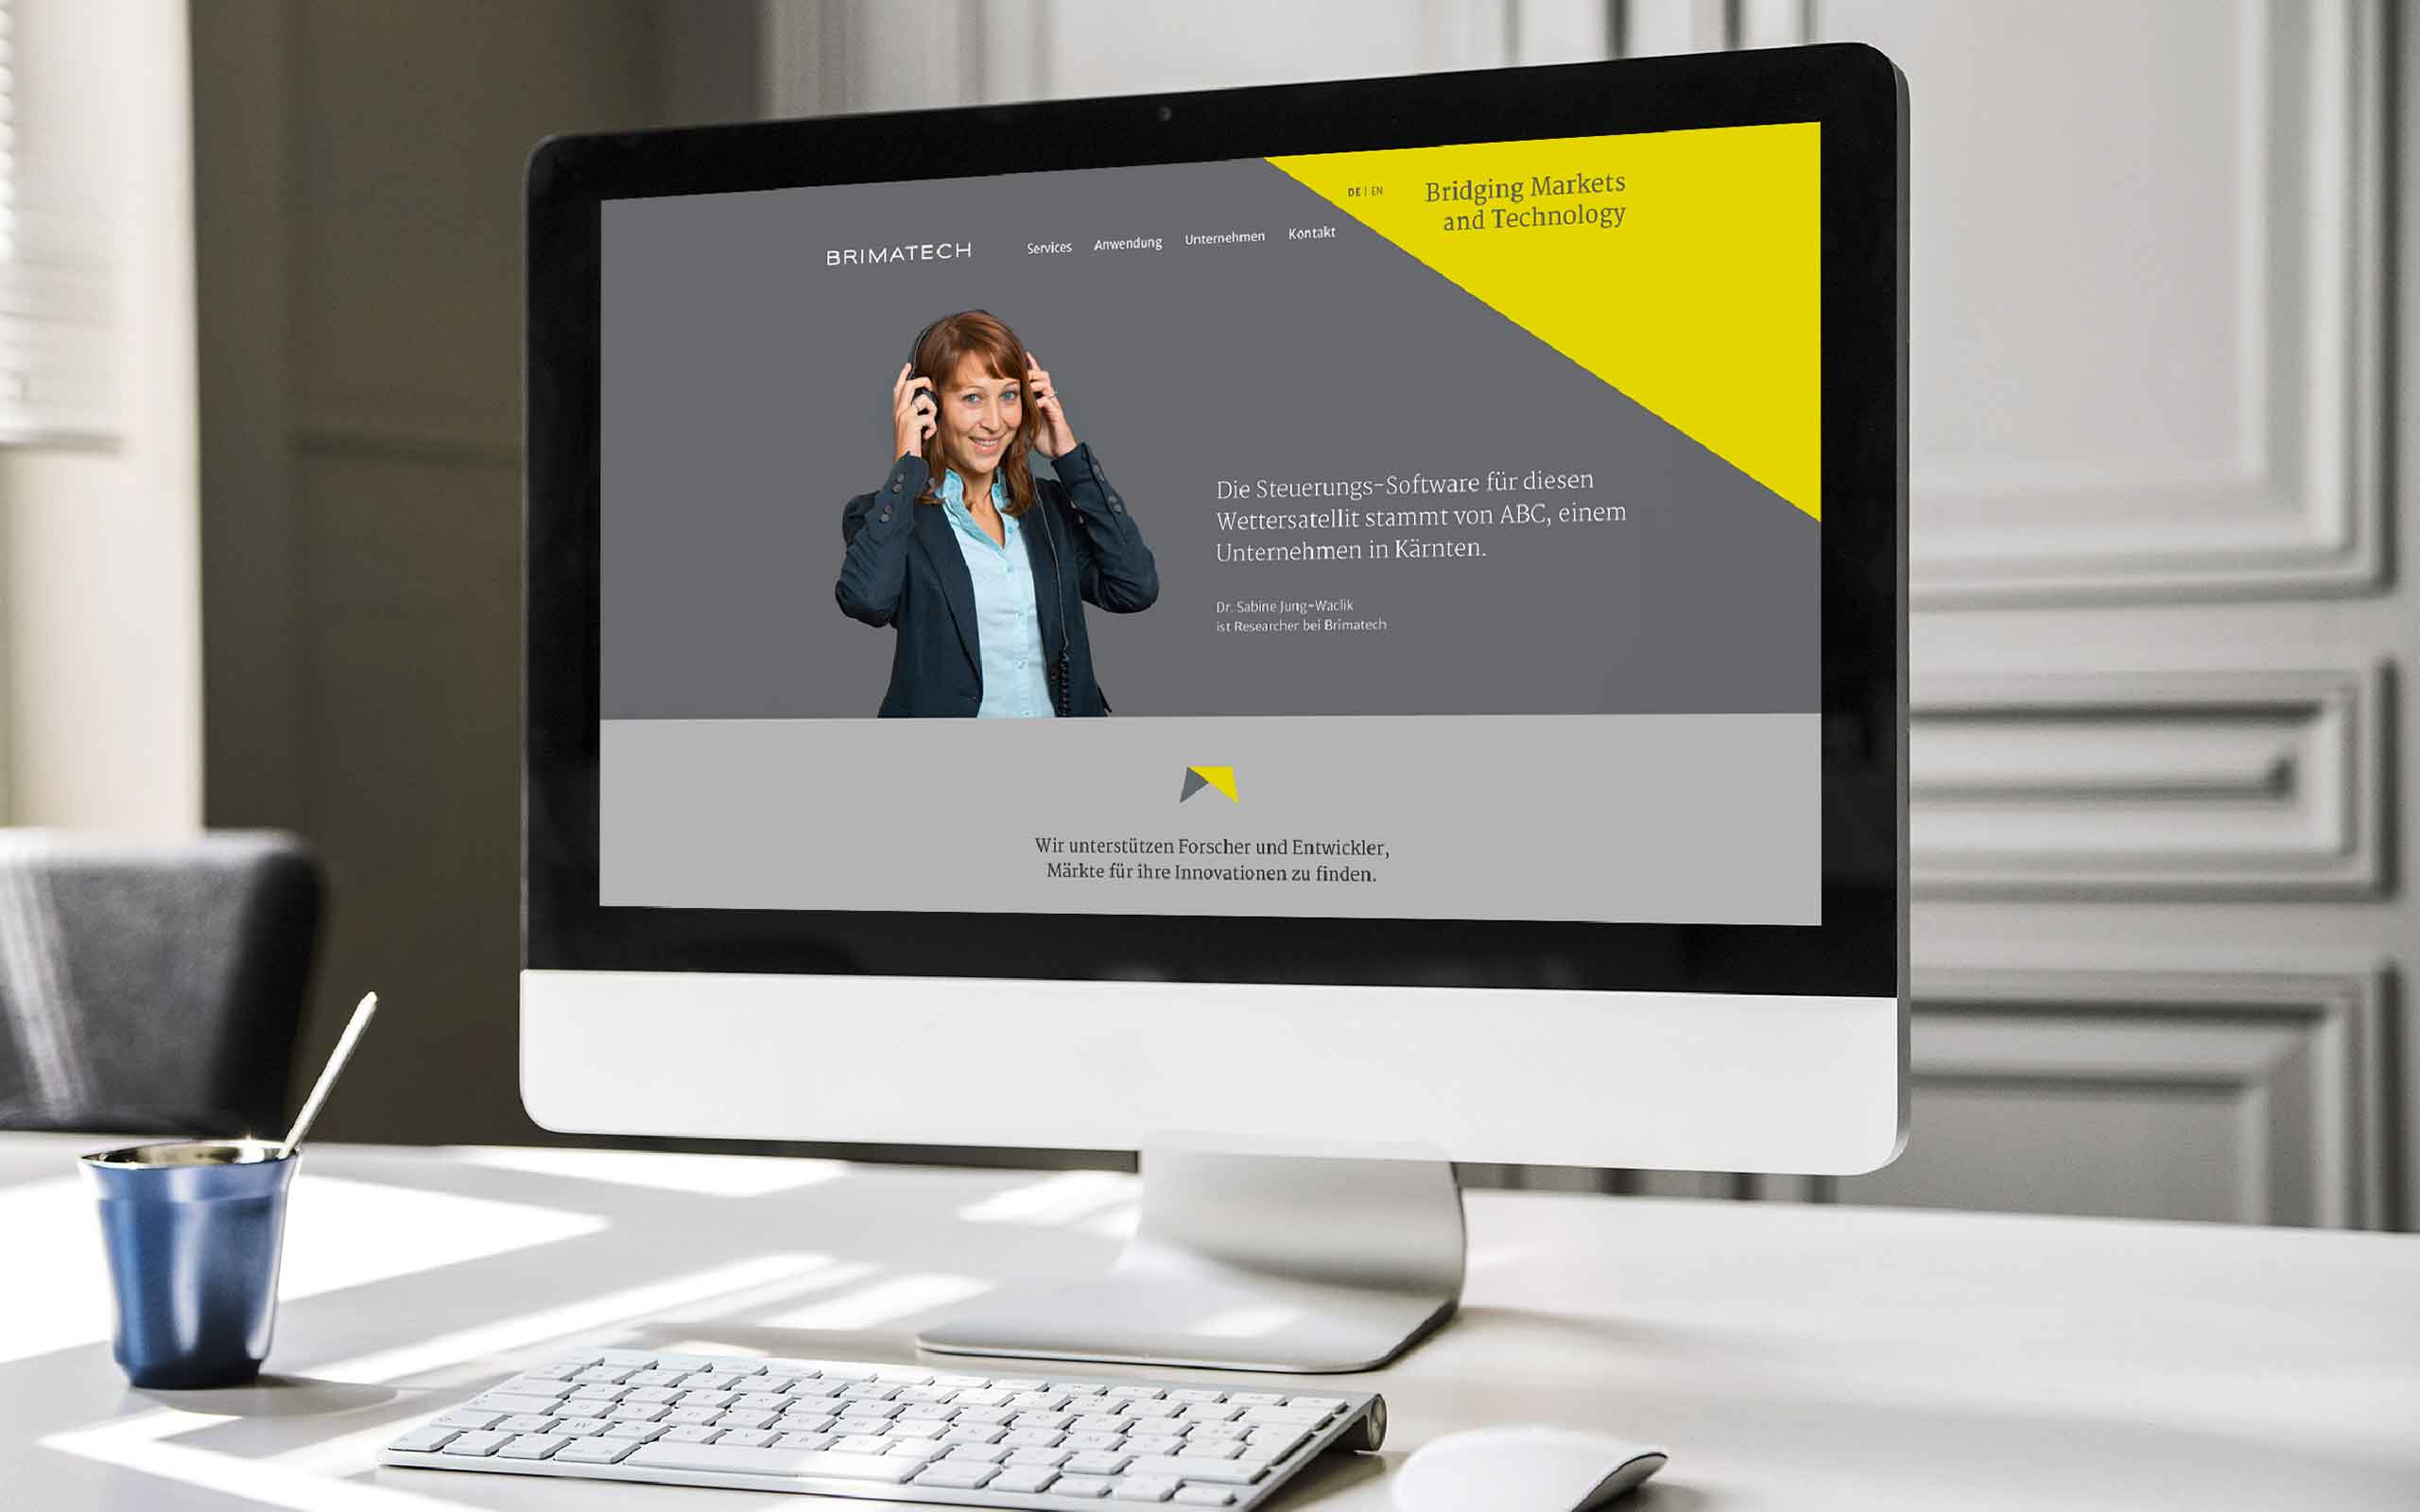 DE | EN
Bridging Markets
and Technology
BRIMATECH
Services Anwendung Unternehmen Kontakt
Die Steuerungs-Software für diesen
Wettersatellit stammt von ABC, einem
Unternehmen in Kärnten.
Dr. Sabine Jung-Waclik
ist Researcher bei Brimatech
Wir unterstützen Forscher und Entwickler,
Märkte für ihre Innovationen zu finden.